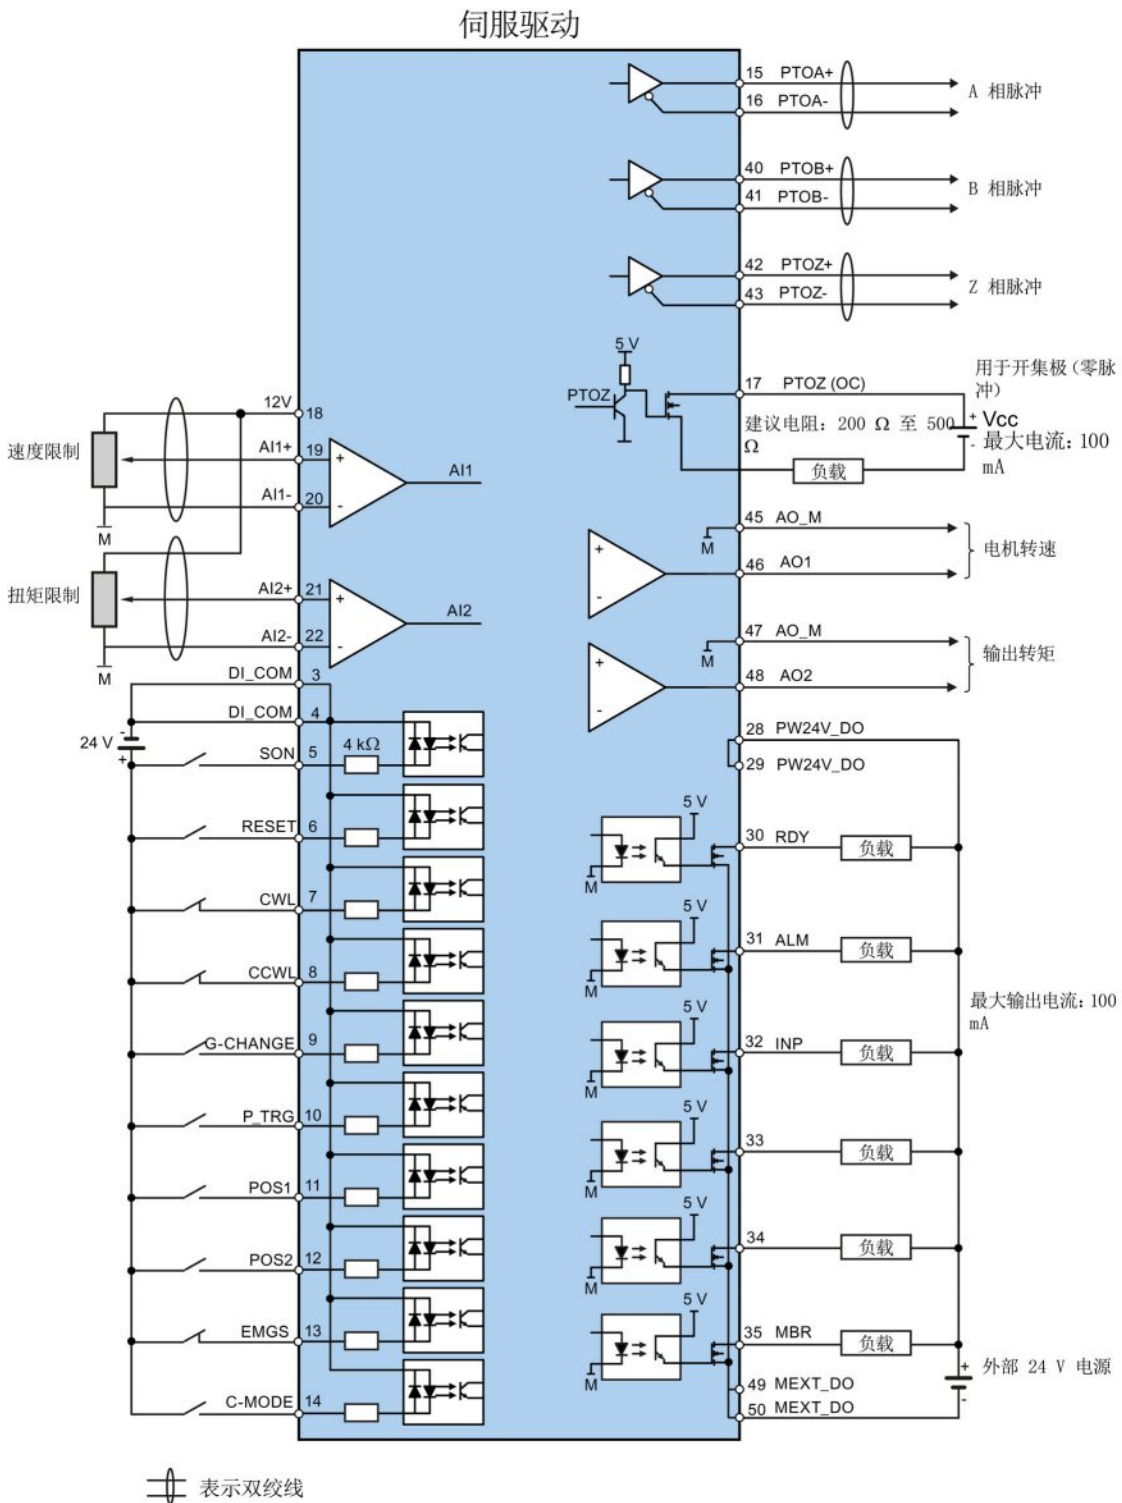 伺服驱动
15 PTOA+
16 PTOA-
A 相脉冲
40 PTOB+
41 PTOB-
B 相脉冲
42 PTOZ+
43 PTOZ-
Z 相脉冲
5 V
PTOZ
17 PTOZ (OC)
用于开集极（零脉
冲）
建议电阻：200 Ω 至 500
Ω
+ Vcc
- 最大电流：100
mA
负载
12V 18
速度限制
AI1+ 19
+
AI1
AI1- 20
-
M
扭矩限制
AI2+ 21
+
AI2
AI2- 22
-
M
45 AO_M
M
+
46 AO1
-
电机转速
47 AO_M
M
+
48 AO2
-
输出转矩
DI_COM 3
DI_COM 4
24 V
-
+
SON 5
4 kΩ
RESET 6
CWL 7
CCWL 8
G-CHANGE 9
P_TRG 10
POS1 11
POS2 12
EMGS 13
C-MODE 14
28 PW24V_DO
29 PW24V_DO
5 V
30 RDY
负载
M
5 V
31 ALM
负载
M
最大输出电流：100
mA
5 V
32 INP
负载
M
5 V
33
负载
M
5 V
34
负载
M
5 V
35 MBR
负载
M
+
外部 24 V 电源
-
49 MEXT_DO
50 MEXT_DO
表示双绞线